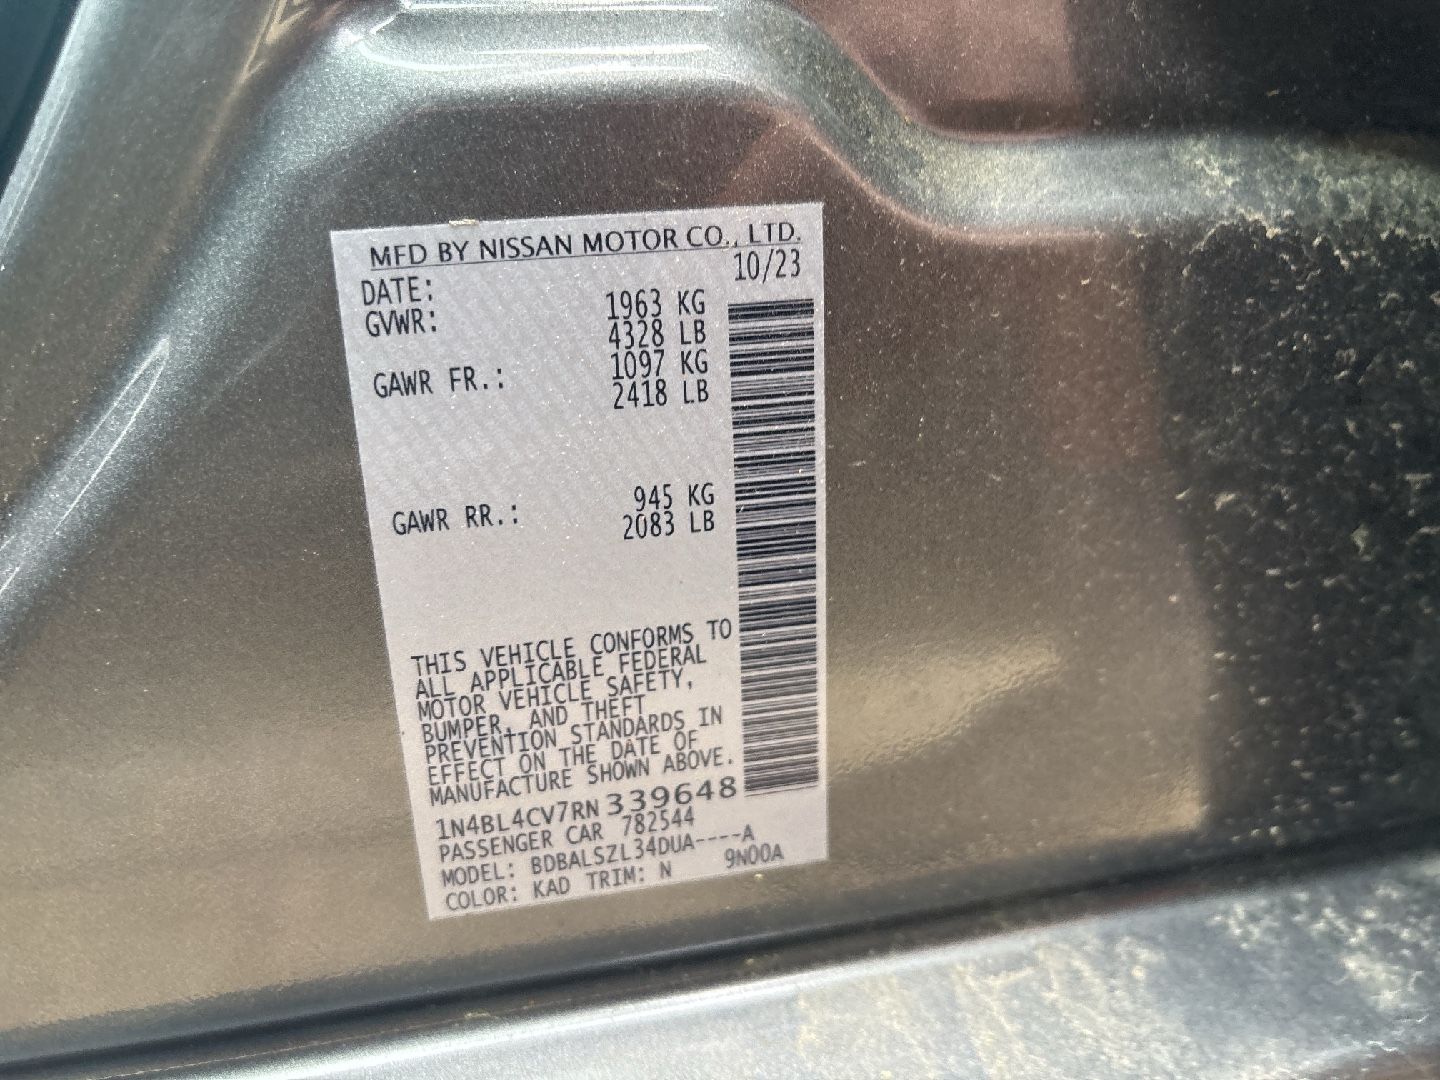 MFD BY NISSAN MOTOR CO., LTD.
DATE: 10/23
GVWR: 1963 KG
4328 LB
GAWR FR.: 1097 KG
2418 LB
GAWR RR.: 945 KG
2083 LB
THIS VEHICLE CONFORMS TO
ALL APPLICABLE FEDERAL
MOTOR VEHICLE SAFETY,
BUMPER, AND THEFT
PREVENTION STANDARDS IN
EFFECT ON THE DATE OF
MANUFACTURE SHOWN ABOVE.
1N4BL4CV7RN339648
PASSENGER CAR 782544
MODEL: BDBALSZL34DUA----A
COLOR: KAD TRIM: N 9N00A